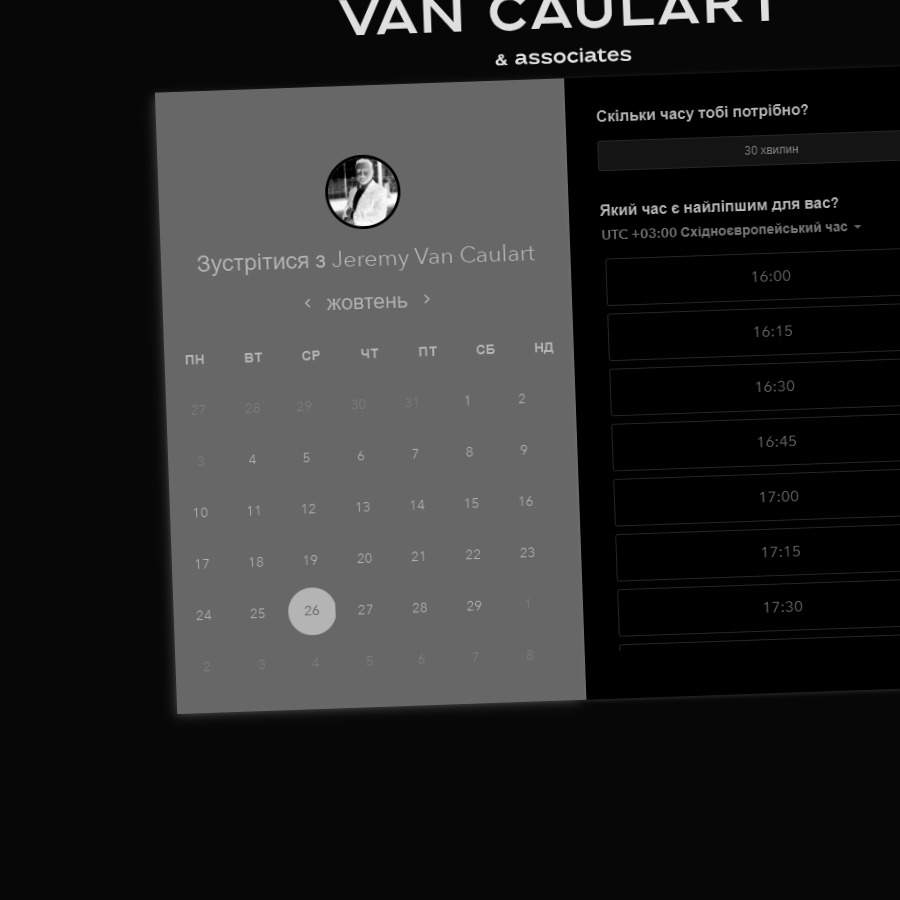 VAN CAULART
& associates
Зустрітися з Jeremy Van Caulart
‹ жовтень ›
ПН ВТ СР ЧТ ПТ СБ НД
27 28 29 30 31 1 2
3 4 5 6 7 8 9
10 11 12 13 14 15 16
17 18 19 20 21 22 23
24 25 26 27 28 29 1
2 3 4 5 6 7 8
Скільки часу тобі потрібно?
30 хвилин
Який час є найліпшим для вас?
UTC +03:00 Східноєвропейський час
16:00
16:15
16:30
16:45
17:00
17:15
17:30